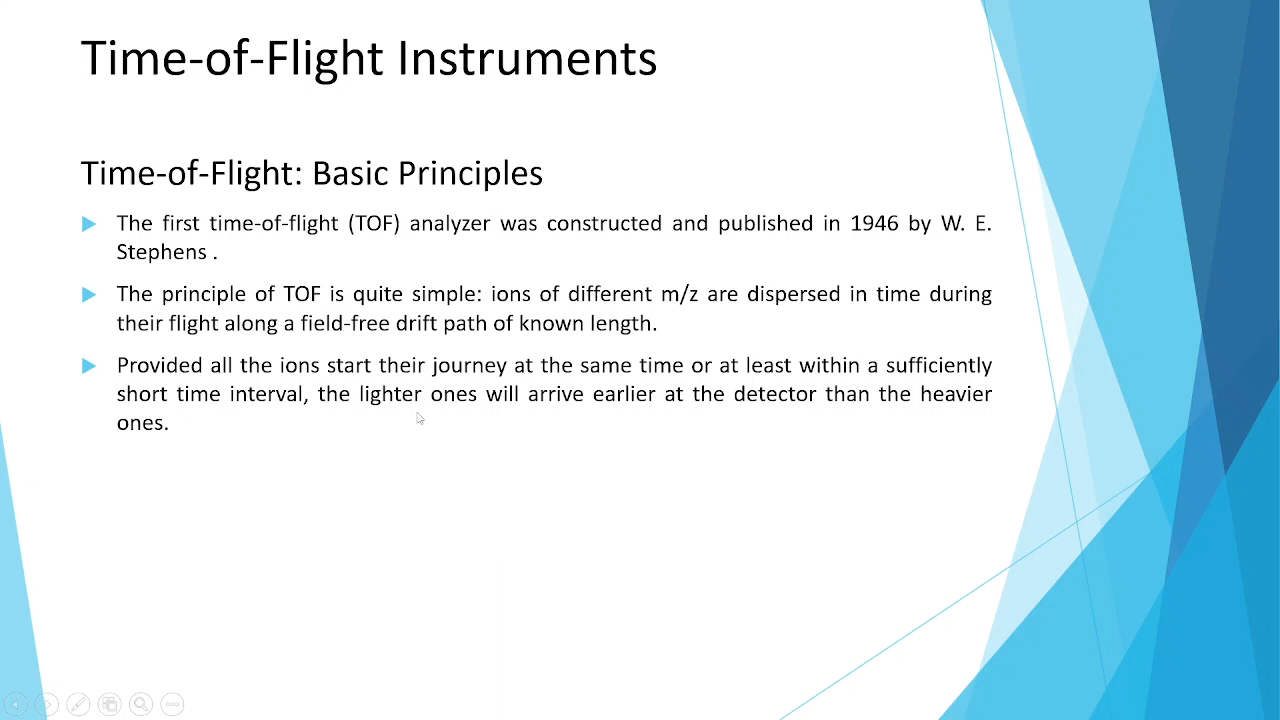 Time-of-Flight Instruments
Time-of-Flight: Basic Principles
The first time-of-flight (TOF) analyzer was constructed and published in 1946 by W. E.
Stephens .
The principle of TOF is quite simple: ions of different m/z are dispersed in time during
their flight along a field-free drift path of known length.
Provided all the ions start their journey at the same time or at least within a sufficiently
short time interval, the lighter ones will arrive earlier at the detector than the heavier
ones.